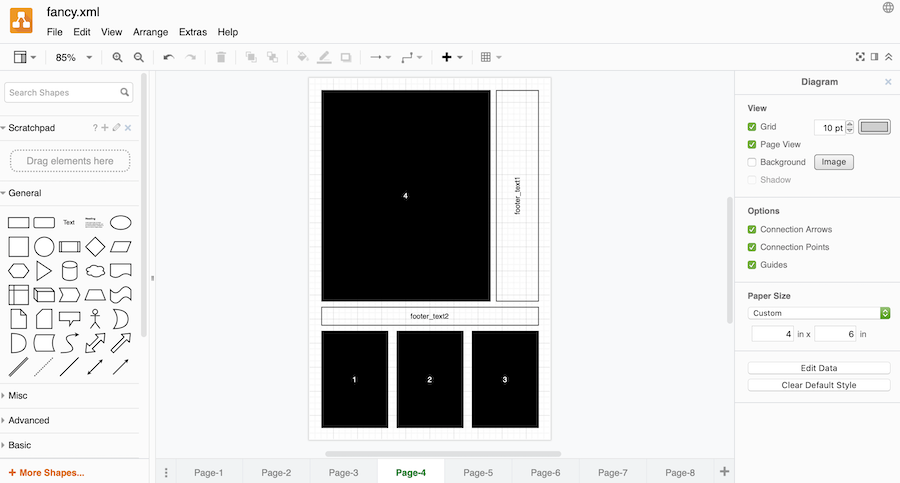 fancy.xml
File Edit View Arrange Extras Help
85%
Search Shapes
Scratchpad
?
Drag elements here
General
Text
Heading
Misc
Advanced
Basic
+ More Shapes...
4
footer_text1
footer_text2
1 2 3
Page-1 Page-2 Page-3 Page-4 Page-5 Page-6 Page-7 Page-8
Diagram
View
Grid 10 pt
Page View
Background Image
Shadow
Options
Connection Arrows
Connection Points
Guides
Paper Size
Custom
4 in x 6 in
Edit Data
Clear Default Style